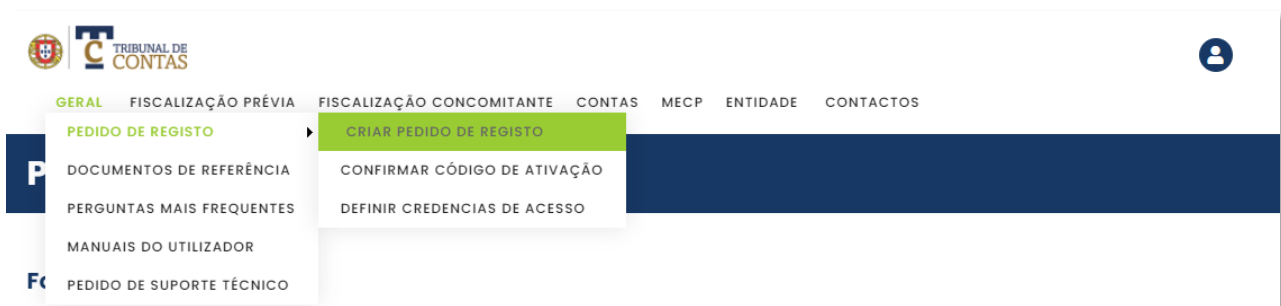 TRIBUNAL DE
CONTAS
GERAL FISCALIZAÇÃO PRÉVIA FISCALIZAÇÃO CONCOMITANTE CONTAS MECP ENTIDADE CONTACTOS
PEDIDO DE REGISTO CRIAR PEDIDO DE REGISTO
DOCUMENTOS DE REFERÊNCIA CONFIRMAR CÓDIGO DE ATIVAÇÃO
PERGUNTAS MAIS FREQUENTES DEFINIR CREDENCIAS DE ACESSO
MANUAIS DO UTILIZADOR
PEDIDO DE SUPORTE TÉCNICO